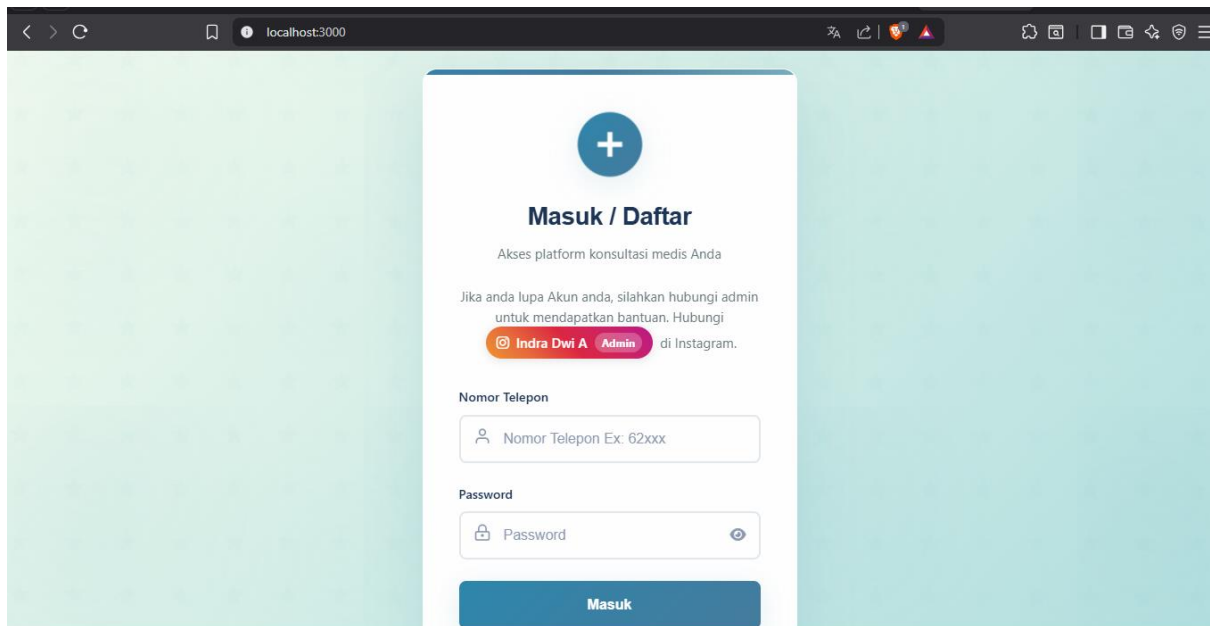 localhost:3000
Masuk / Daftar
Akses platform konsultasi medis Anda
Jika anda lupa Akun anda, silahkan hubungi admin
untuk mendapatkan bantuan. Hubungi
Indra Dwi A Admin di Instagram.
Nomor Telepon
Nomor Telepon Ex: 62xxx
Password
Password
Masuk